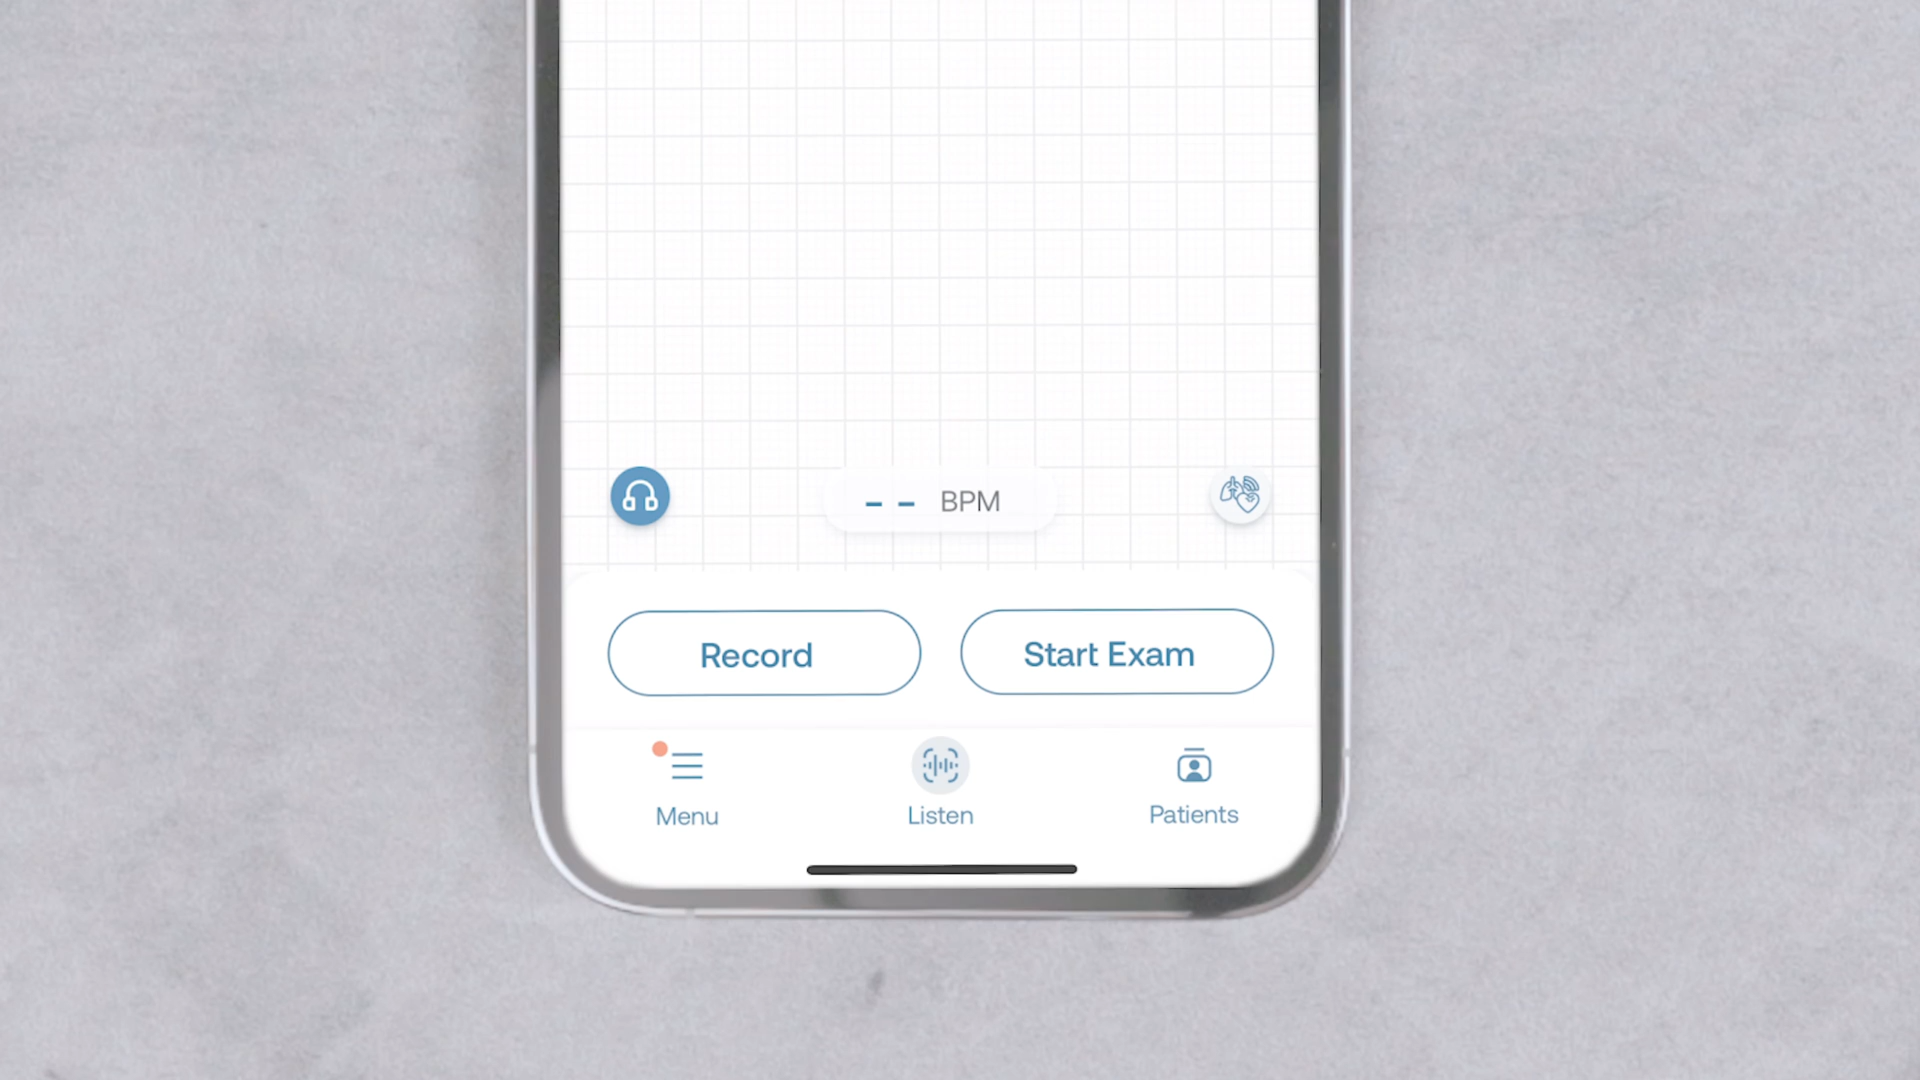 -- BPM
Record
Start Exam
Menu
Listen
Patients